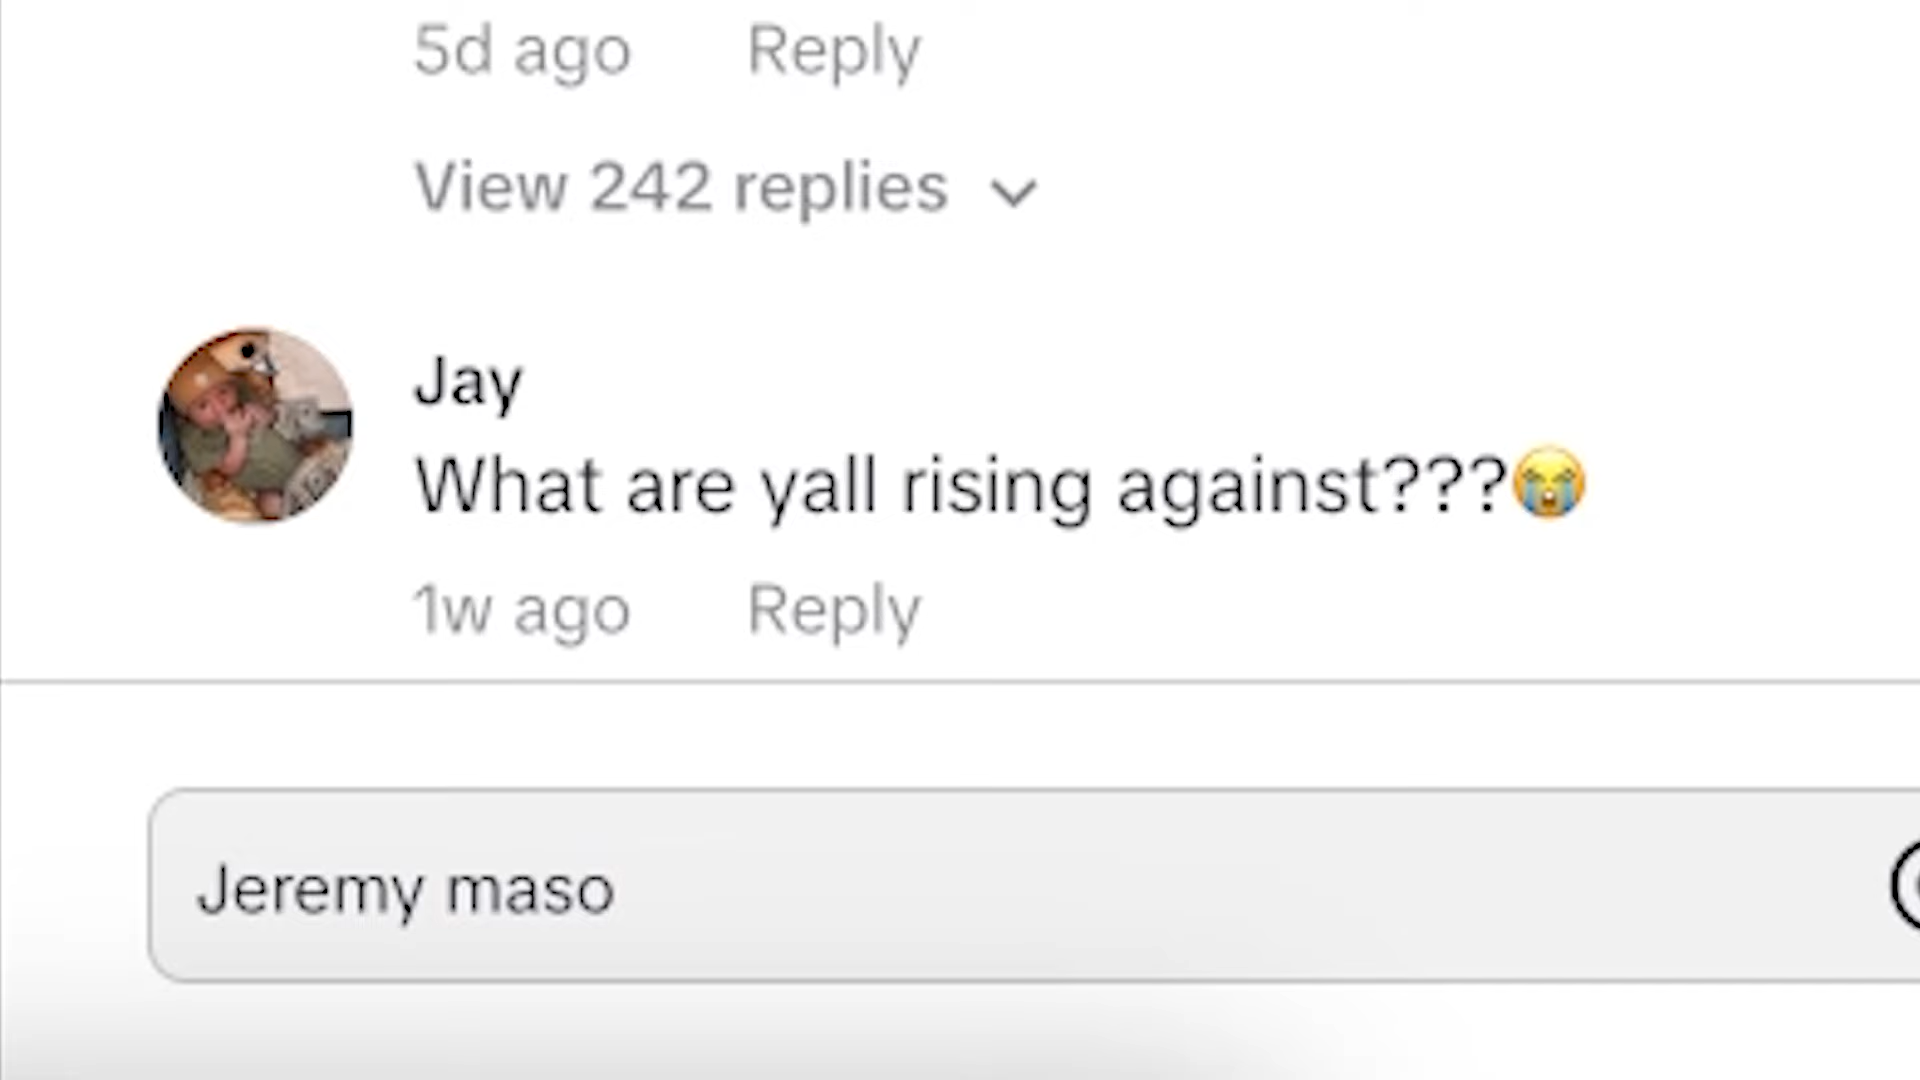 5d ago Reply
View 242 replies
Jay
What are yall rising against???😭
1w ago Reply
Jeremy maso